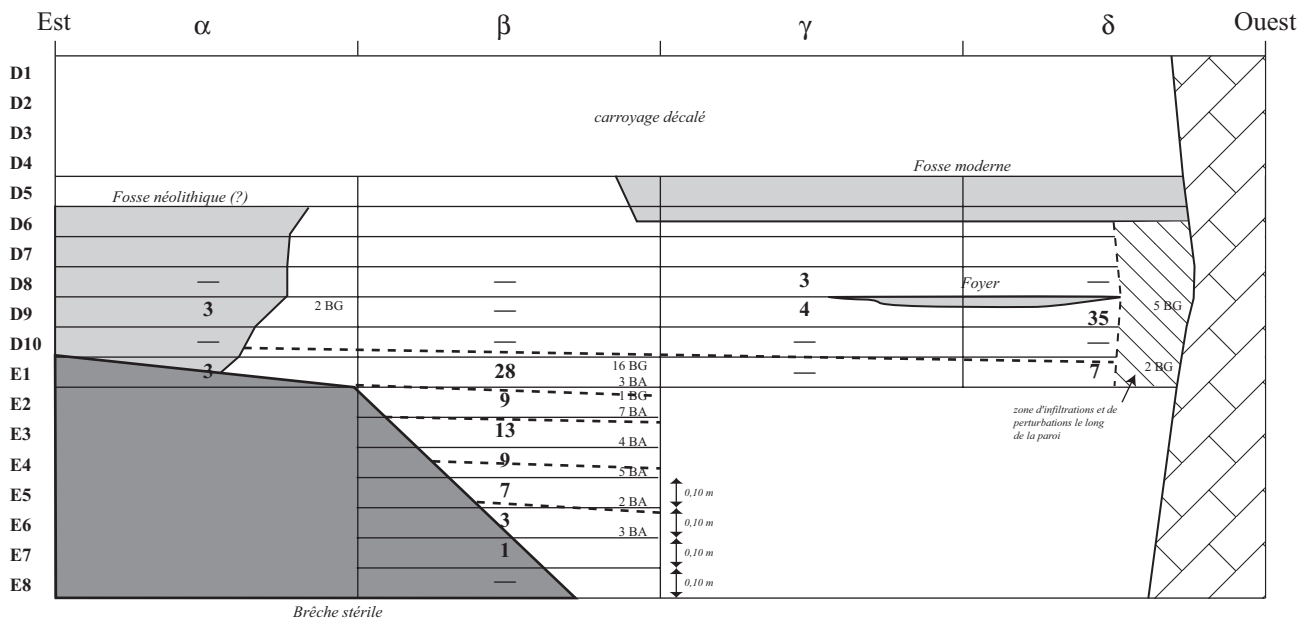 Est α β γ δ Ouest
D1
D2
carroyage décalé
D3
D4
Fosse moderne
D5
Fosse néolithique (?)
D6
D7
D8 — — 3 Foyer —
D9 3 2 BG — 4 35 5 BG
D10 — — —
E1 3 28 16 BG — 7 2 BG
3 BA
E2 9 1 BG
7 BA
zone d'infiltrations et de
perturbations le long
de la paroi
E3 13
4 BA
E4 9
5 BA
E5 7 0,10 m
2 BA
E6 3 0,10 m
3 BA
E7 1 0,10 m
E8 — 0,10 m
Brêche stérile